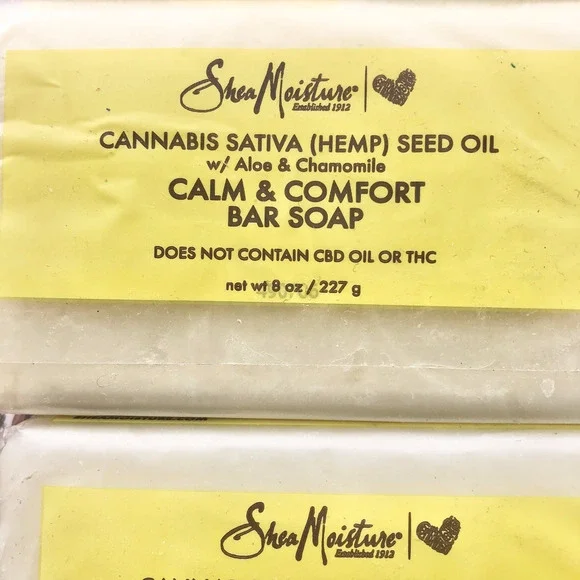 SheaMoisture®
Established 1912
CANNABIS SATIVA (HEMP) SEED OIL
w/ Aloe & Chamomile
CALM & COMFORT
BAR SOAP
DOES NOT CONTAIN CBD OIL OR THC
net wt 8 oz / 227 g
SheaMoisture®
Established 1912